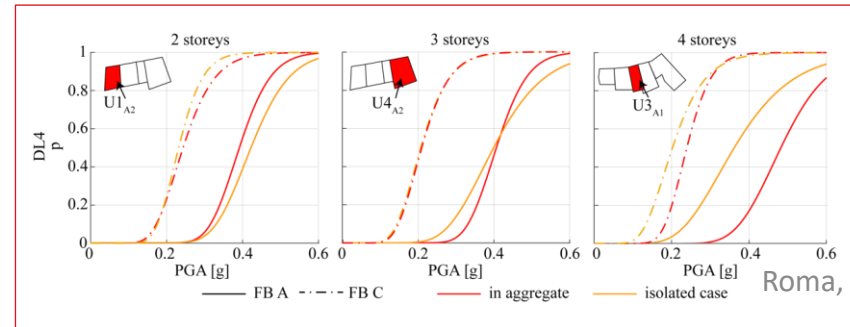 2 storeys
3 storeys
4 storeys
DL4
p
1
0.8
0.6
0.4
0.2
0
U1A2
U4A2
U3A1
0 0.2 0.4 0.6
0 0.2 0.4 0.6
0 0.2 0.4 0.6
PGA [g]
PGA [g]
PGA [g]
Roma,
FB A
FB C
in aggregate
isolated case